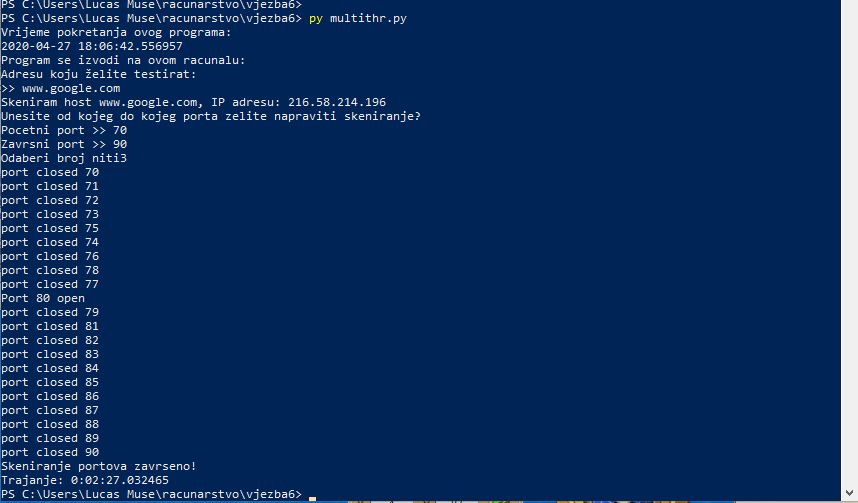 PS C:\Users\Lucas Muse\racunarstvo\vjezba6>
PS C:\Users\Lucas Muse\racunarstvo\vjezba6> py multithr.py
Vrijeme pokretanja ovog programa:
2020-04-27 18:06:42.556957
Program se izvodi na ovom racunalu:
Adresu koju želite testirat:
>> www.google.com
Skeniram host www.google.com, IP adresu: 216.58.214.196
Unesite od kojeg do kojeg porta zelite napraviti skeniranje?
Pocetni port >> 70
Zavrsni port >> 90
Odaberi broj niti3
port closed 70
port closed 71
port closed 72
port closed 73
port closed 75
port closed 74
port closed 76
port closed 78
port closed 77
Port 80 open
port closed 79
port closed 81
port closed 82
port closed 83
port closed 84
port closed 85
port closed 86
port closed 87
port closed 88
port closed 89
port closed 90
Skeniranje portova zavrseno!
Trajanje: 0:02:27.032465
PS C:\Users\Lucas Muse\racunarstvo\vjezba6>